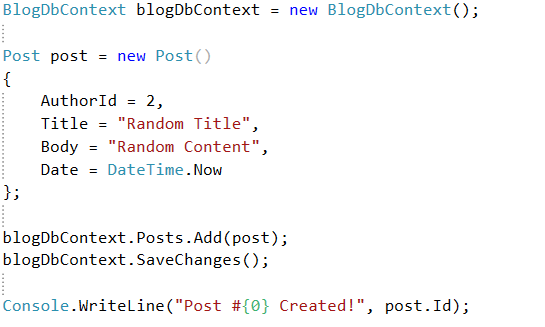 BlogDbContext blogDbContext = new BlogDbContext();
Post post = new Post()
{
    AuthorId = 2,
    Title = "Random Title",
    Body = "Random Content",
    Date = DateTime.Now
};
blogDbContext.Posts.Add(post);
blogDbContext.SaveChanges();
Console.WriteLine("Post #{0} Created!", post.Id);